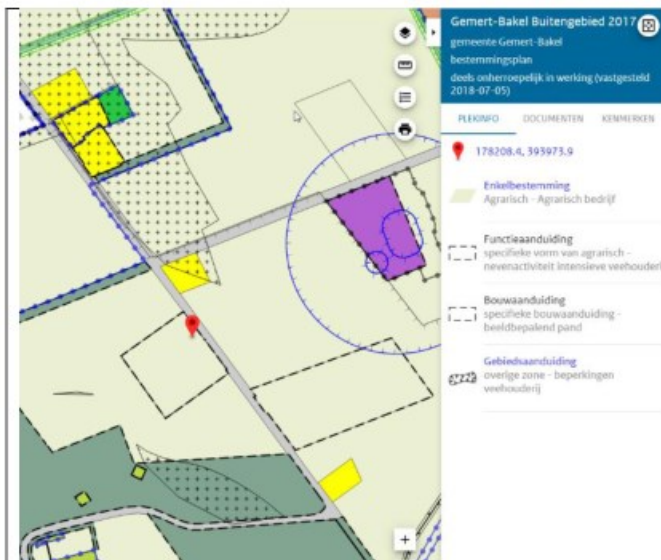 Gemert-Bakel Buitengebied 2017
gemeente Gemert-Bakel
bestemmingsplan
deels onherroepelijk in werking (vastgesteld
2018-07-05)
PLEKINFO DOCUMENTEN KENMERKEN
178208.4, 393973.9
Enkelbestemming
Agrarisch - Agrarisch bedrijf
Functieaanduiding
specifieke vorm van agrarisch -
nevenactiviteit intensieve veehouderi
Bouwaanduiding
specifieke bouwaanduiding -
beeldbepalend pand
Gebiedsaanduiding
overige zone - beperkingen
veehouderij
+